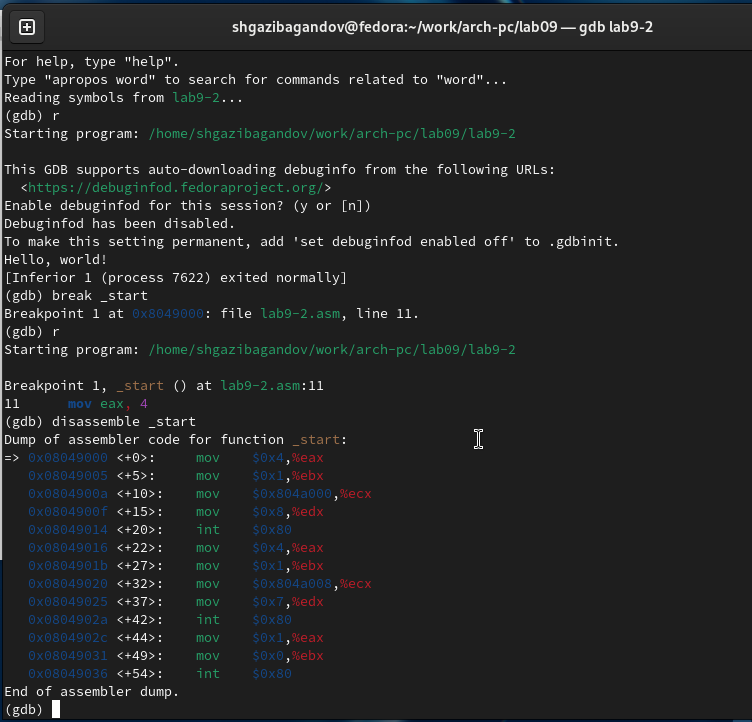 shgazibagandov@fedora:~/work/arch-pc/lab09 — gdb lab9-2
For help, type "help".
Type "apropos word" to search for commands related to "word"...
Reading symbols from lab9-2...
(gdb) r
Starting program: /home/shgazibagandov/work/arch-pc/lab09/lab9-2

This GDB supports auto-downloading debuginfo from the following URLs:
  <https://debuginfod.fedoraproject.org/>
Enable debuginfod for this session? (y or [n])
Debuginfod has been disabled.
To make this setting permanent, add 'set debuginfod enabled off' to .gdbinit.
Hello, world!
[Inferior 1 (process 7622) exited normally]
(gdb) break _start
Breakpoint 1 at 0x8049000: file lab9-2.asm, line 11.
(gdb) r
Starting program: /home/shgazibagandov/work/arch-pc/lab09/lab9-2

Breakpoint 1, _start () at lab9-2.asm:11
11      mov eax, 4
(gdb) disassemble _start
Dump of assembler code for function _start:
=> 0x08049000 <+0>:     mov    $0x4,%eax
   0x08049005 <+5>:     mov    $0x1,%ebx
   0x0804900a <+10>:    mov    $0x804a000,%ecx
   0x0804900f <+15>:    mov    $0x8,%edx
   0x08049014 <+20>:    int    $0x80
   0x08049016 <+22>:    mov    $0x4,%eax
   0x0804901b <+27>:    mov    $0x1,%ebx
   0x08049020 <+32>:    mov    $0x804a008,%ecx
   0x08049025 <+37>:    mov    $0x7,%edx
   0x0804902a <+42>:    int    $0x80
   0x0804902c <+44>:    mov    $0x1,%eax
   0x08049031 <+49>:    mov    $0x0,%ebx
   0x08049036 <+54>:    int    $0x80
End of assembler dump.
(gdb)